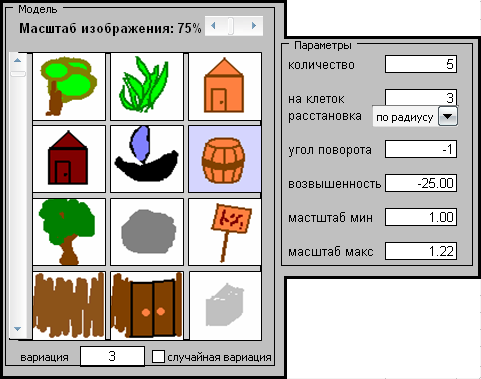 Модель
Масштаб изображения: 75%
вариация 3 случайная вариация
Параметры
количество 5
на клеток 3
расстановка по радиусу
угол поворота -1
возвышенность -25.00
мастштаб мин 1.00
масштаб макс 1.22